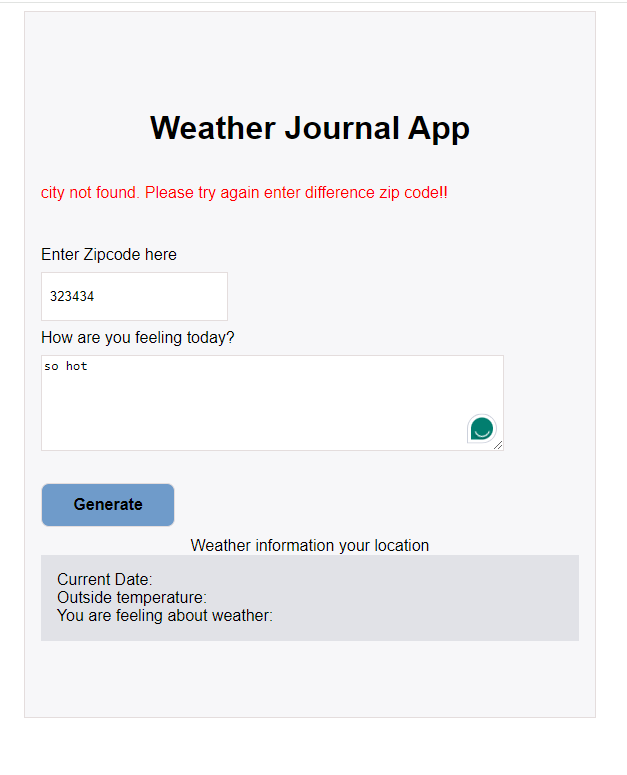 Weather Journal App
city not found. Please try again enter difference zip code!!
Enter Zipcode here
323434
How are you feeling today?
so hot
Generate
Weather information your location
Current Date:
Outside temperature:
You are feeling about weather: